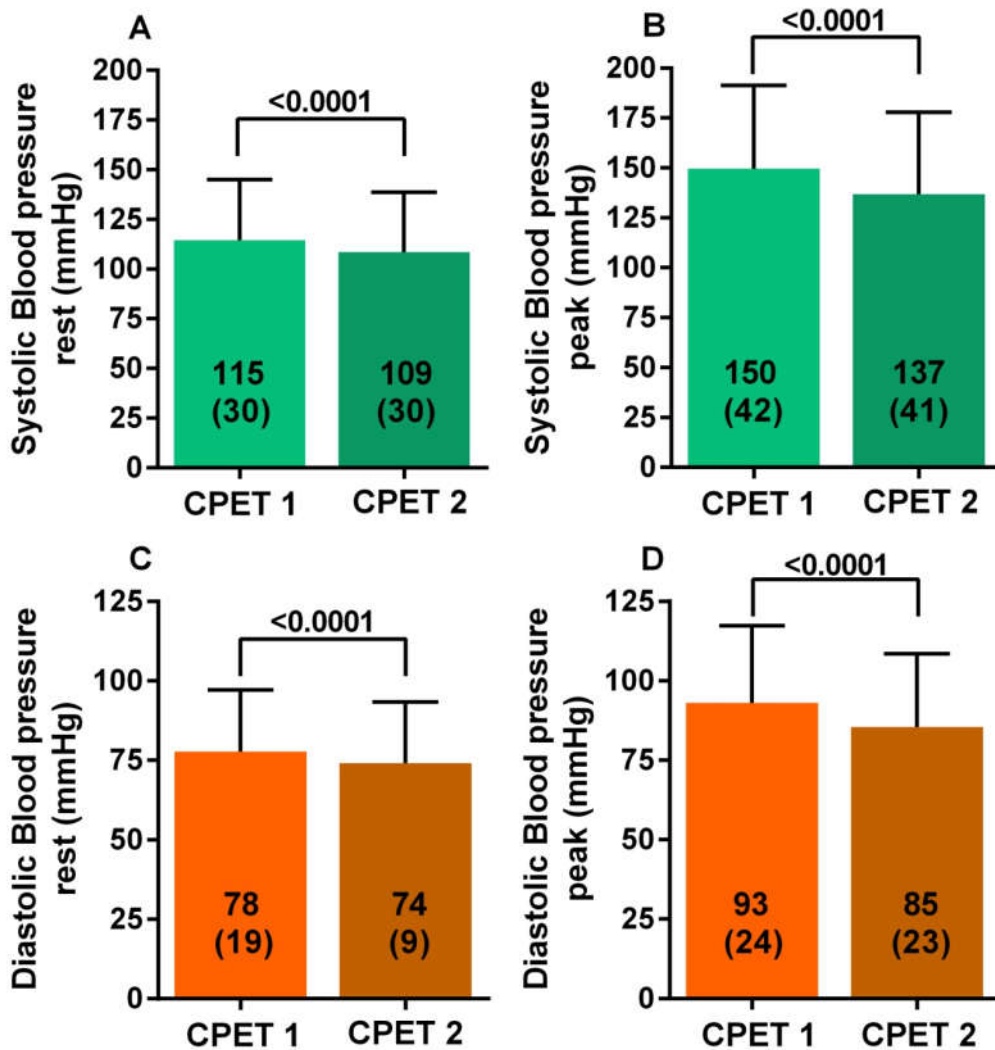 A
<0.0001
Systolic Blood pressure
rest (mmHg)
200
175
150
125
100
75
50
25
0
115
(30)
109
(30)
CPET 1
CPET 2
B
<0.0001
Systolic Blood pressure
peak (mmHg)
200
175
150
125
100
75
50
25
0
150
(42)
137
(41)
CPET 1
CPET 2
C
<0.0001
Diastolic Blood pressure
rest (mmHg)
125
100
75
50
25
0
78
(19)
74
(9)
CPET 1
CPET 2
D
<0.0001
Diastolic Blood pressure
peak (mmHg)
125
100
75
50
25
0
93
(24)
85
(23)
CPET 1
CPET 2